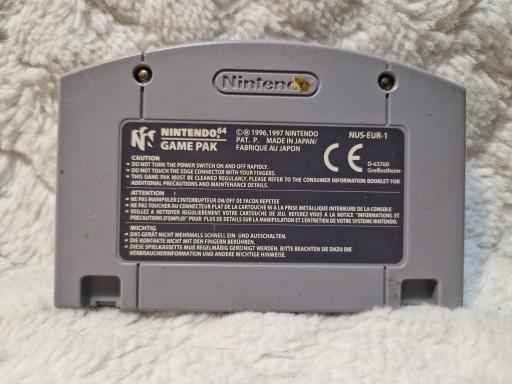 Nintendo
NINTENDO 64
GAME PAK
©Ⓜ 1996,1997 NINTENDO
PAT. P. MADE IN JAPAN/
FABRIQUE AU JAPON
NUS-EUR-1
CE
D-63760
Großostheim
CAUTION
• DO NOT TURN THE POWER SWITCH ON AND OFF RAPIDLY.
• DO NOT TOUCH THE EDGE CONNECTOR WITH YOUR FINGERS.
• THIS GAME PAK MUST BE CLEANED REGULARLY. PLEASE REFER TO THE CONSUMER INFORMATION BOOKLET FOR
ADDITIONAL PRECAUTIONS AND MAINTENANCE DETAILS.
ATTENTION
• NE PAS MANIPULER L'INTERRUPTEUR ON/OFF DE FACON REPETEE
• NE PAS TOUCHER AU CONNECTEUR PLAT DE LA CARTOUCHE NI A LA PRISE METALLIQUE INTERIEURE DE LA CONSOLE
• VEUILLEZ A NETTOYER REGULIEREMENT VOTRE CARTOUCHE DE JEU. REFEREZ-VOUS A LA NOTICE "INFORMATIONS ET
PRECAUTIONS D'EMPLOI" POUR PLUS DE DETAILS SUR LA MANIPULATION ET L'ENTRETIEN DE VOTRE SYSTEME NINTENDO.
WICHTIG
• DAS GERÄT NICHT MEHRMALS SCHNELL EIN- UND AUSSCHALTEN.
• DIE KONTAKTE NICHT MIT DEN FINGERN BERÜHREN.
• DIESE SPIELKASSETTE MUß REGELMÄßIG GEREINIGT WERDEN. BITTE BEACHTEN SIE DAZU DIE
VERBRAUCHERINFORMATION UND ANDERE WICHTIGE HINWEISE.